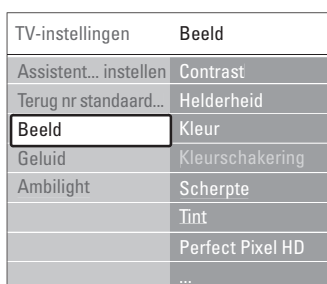 TV-instellingen Beeld
Assistent... instellen Contrast
Terug nr standaard... Helderheid
Beeld Kleur
Geluid Kleurschakering
Ambilight Scherpte
Tint
Perfect Pixel HD
...